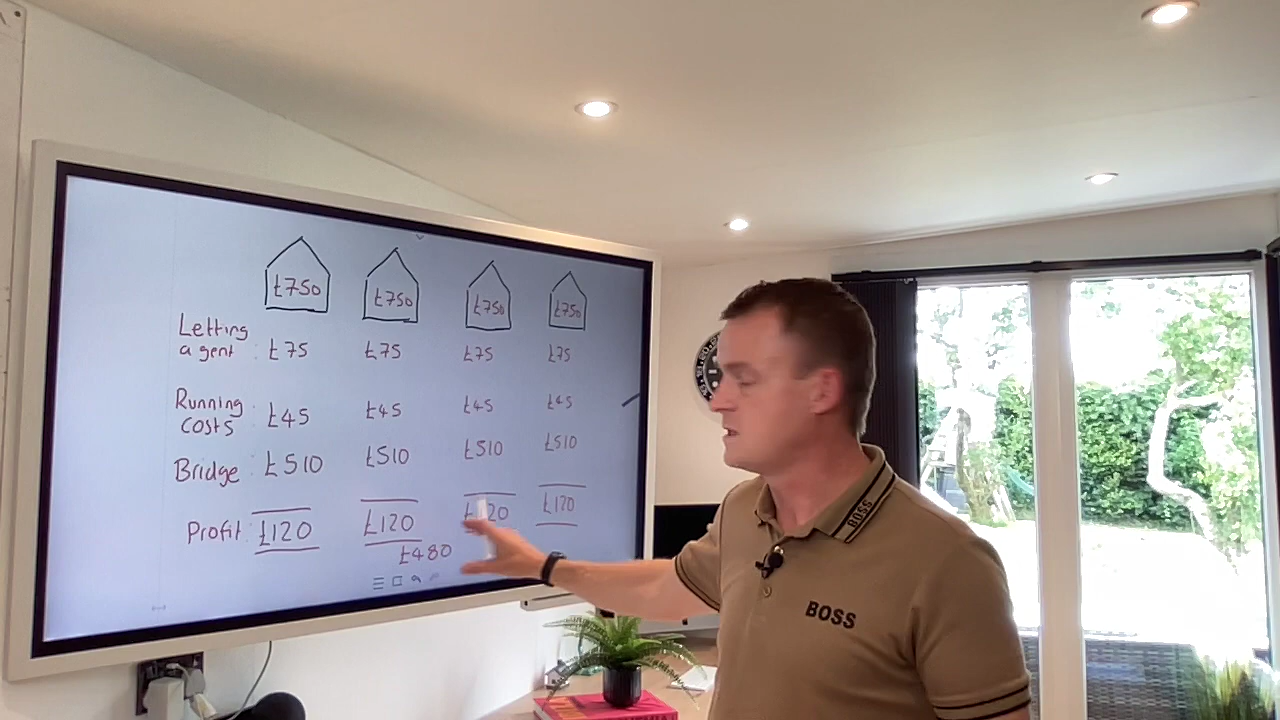 £750 £750 £750 £750
Letting
agent : £75 £75 £75 £75
Running
costs : £45 £45 £45 £45
Bridge : £510 £510 £510 £510
Profit : £120 £120 £120 £120
£480
BOSS
BOSS